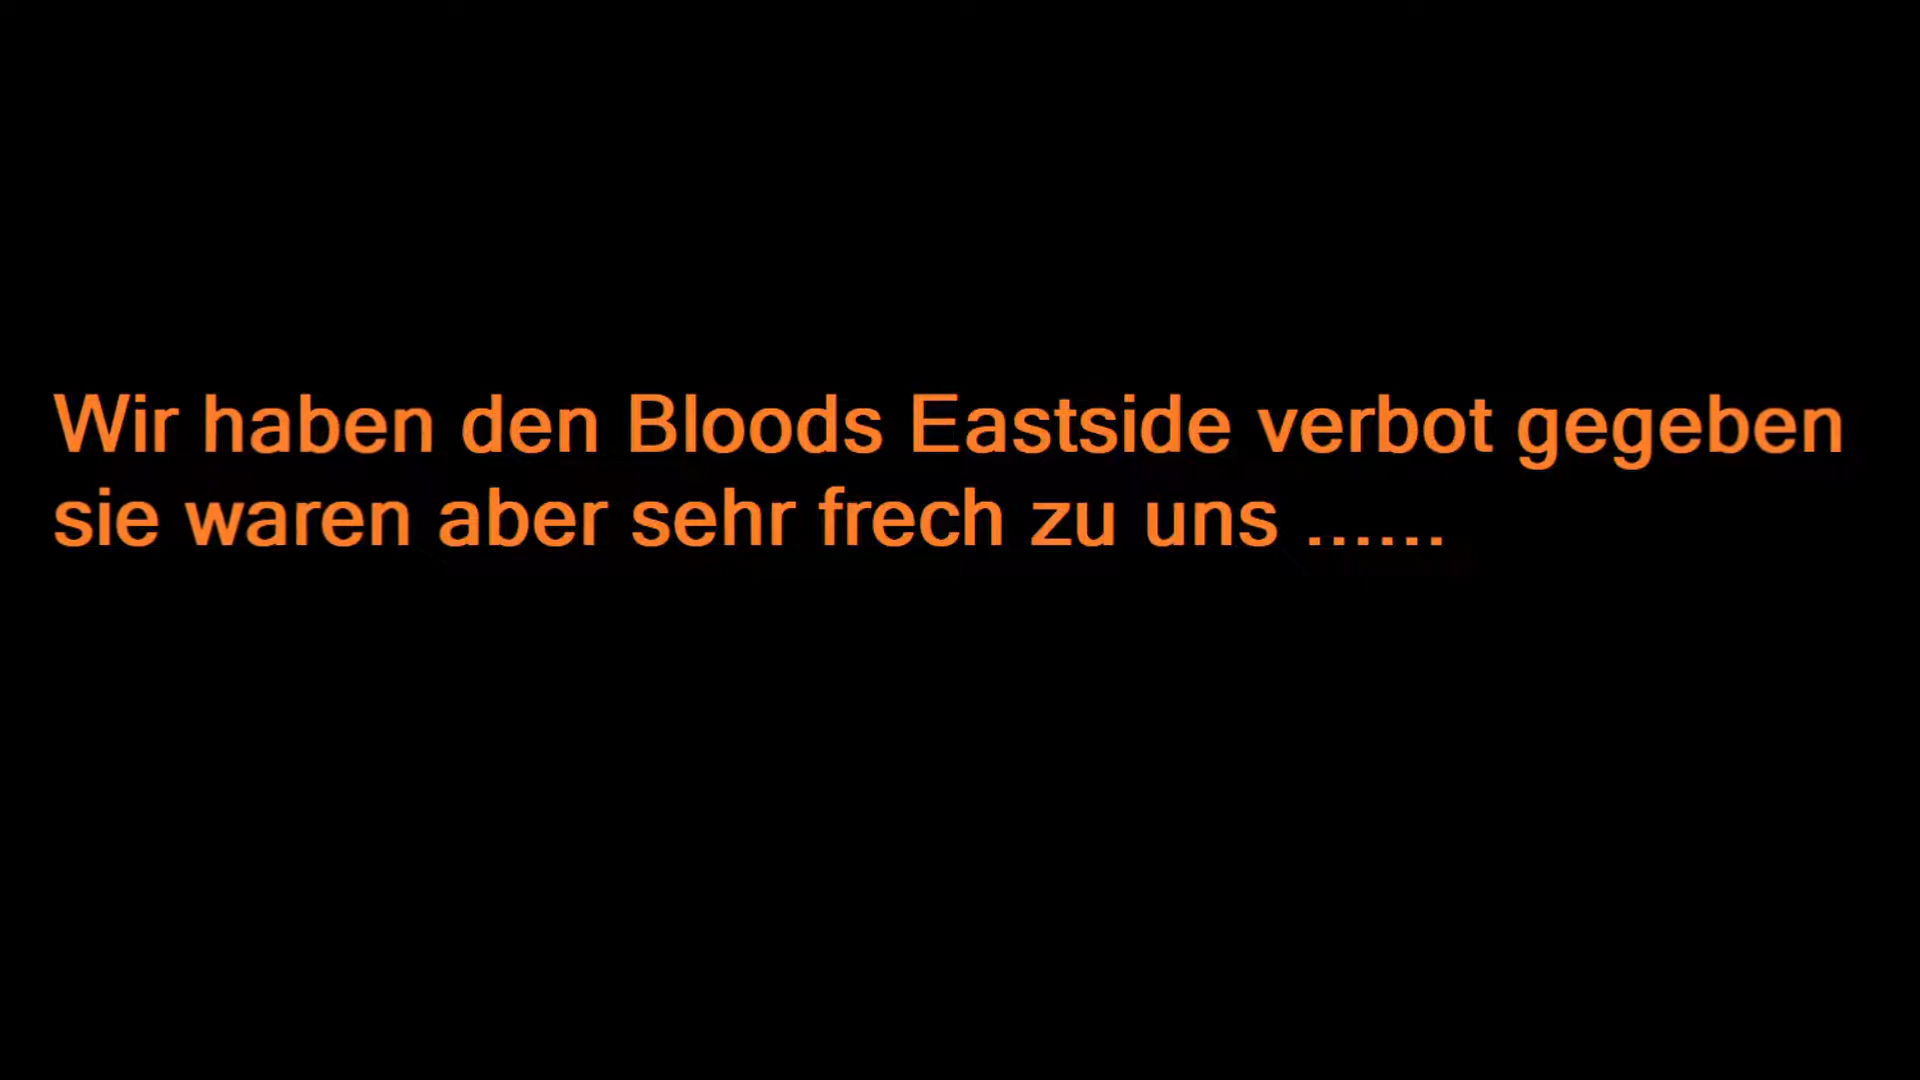 Wir haben den Bloods Eastside verbot gegeben
sie waren aber sehr frech zu uns ......